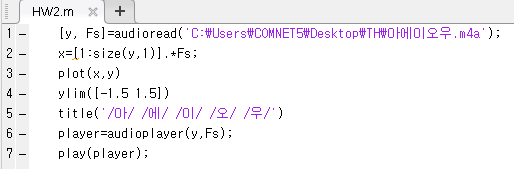 HW2.m × +
1 – [y, Fs]=audioread('C:₩Users₩COMNET5₩Desktop₩TH₩아에이오우.m4a');
2 – x=[1:size(y,1)].*Fs;
3 – plot(x,y)
4 – ylim([-1.5 1.5])
5 – title('/아/ /에/ /이/ /오/ /우/')
6 – player=audioplayer(y,Fs);
7 – play(player);